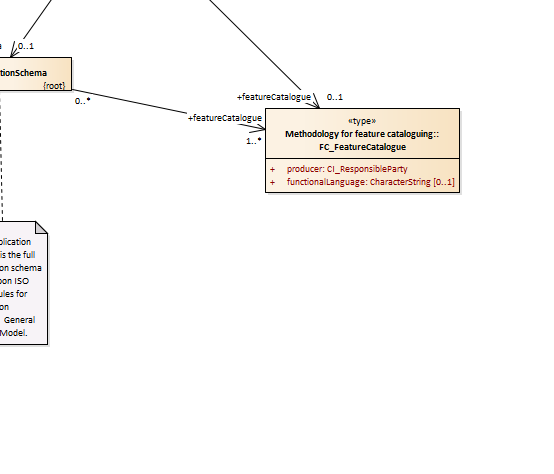 0..1
tionSchema
{root}
0..*
+featureCatalogue
0..1
+featureCatalogue
1..*
«type»
Methodology for feature cataloguing::
FC_FeatureCatalogue
+ producer: CI_ResponsibleParty
+ functionalLanguage: CharacterString [0..1]
plication
is the full
on schema
pon ISO
ules for
on
General
Model.